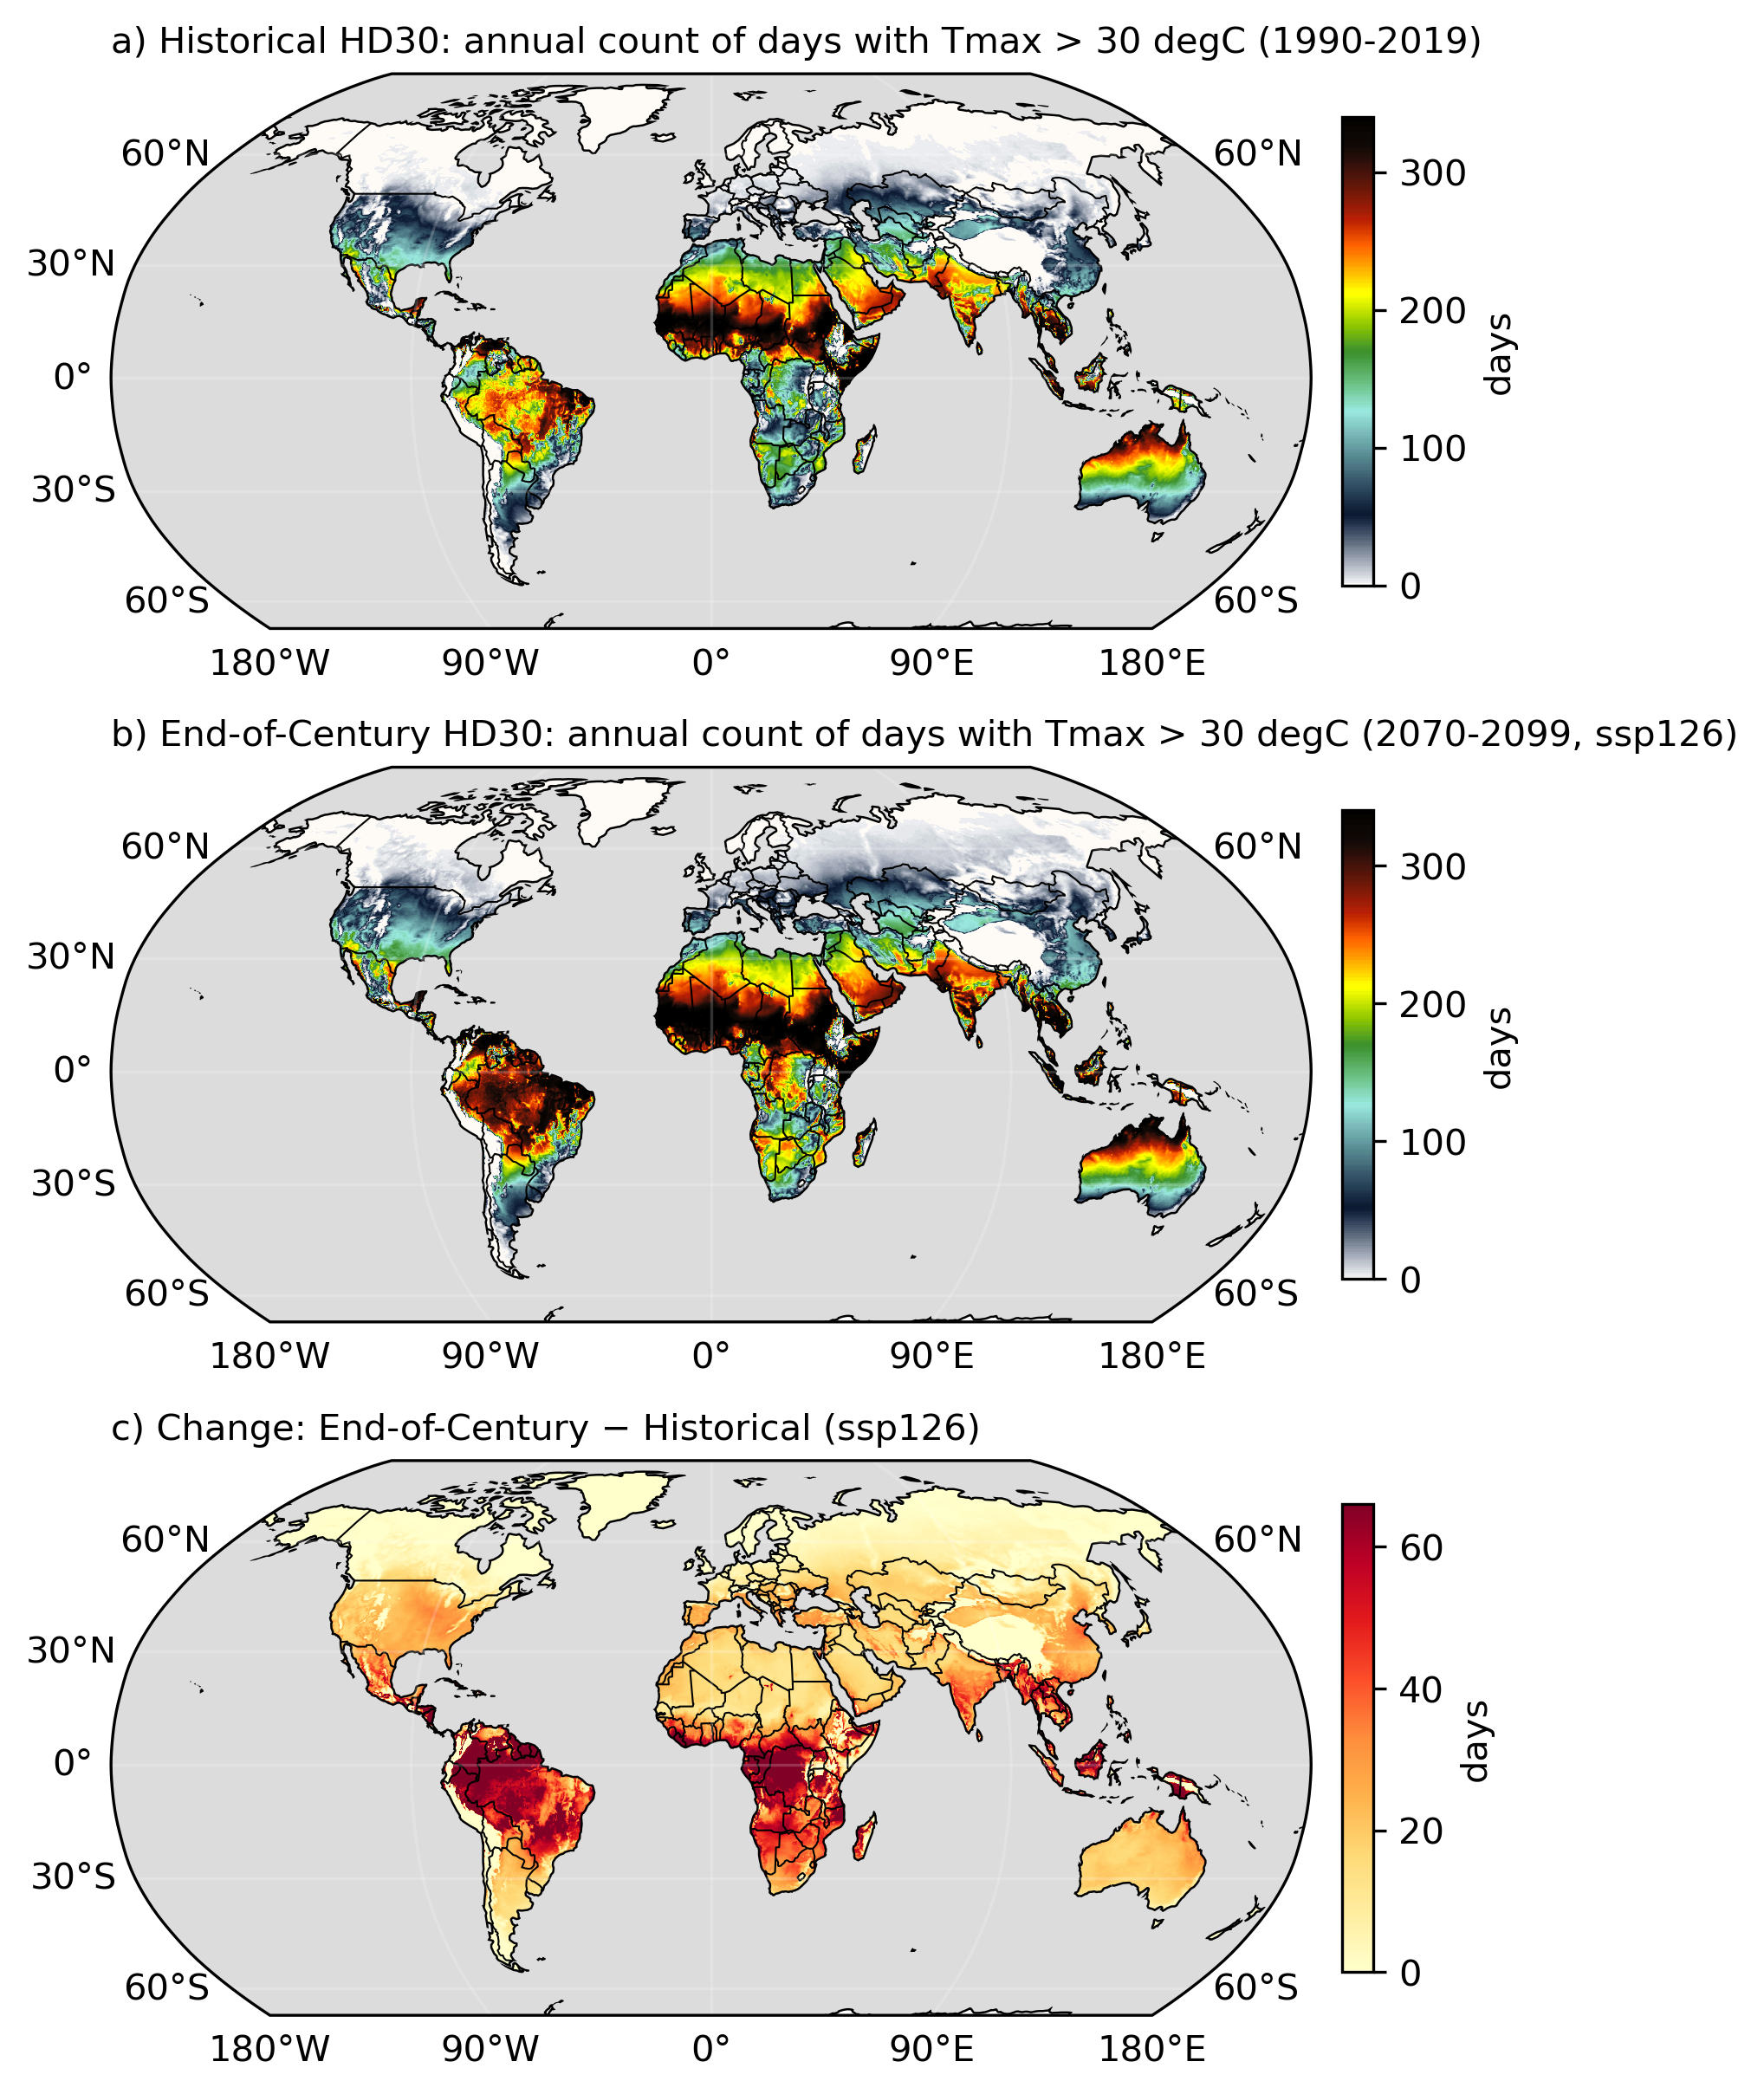 a) Historical HD30: annual count of days with Tmax > 30 degC (1990-2019)
60°N
60°N
30°N
0°
30°S
60°S
60°S
180°W
90°W
0°
90°E
180°E
300
200
100
0
days
b) End-of-Century HD30: annual count of days with Tmax > 30 degC (2070-2099, ssp126)
60°N
60°N
30°N
0°
30°S
60°S
60°S
180°W
90°W
0°
90°E
180°E
300
200
100
0
days
c) Change: End-of-Century − Historical (ssp126)
60°N
60°N
30°N
0°
30°S
60°S
60°S
180°W
90°W
0°
90°E
180°E
60
40
20
0
days